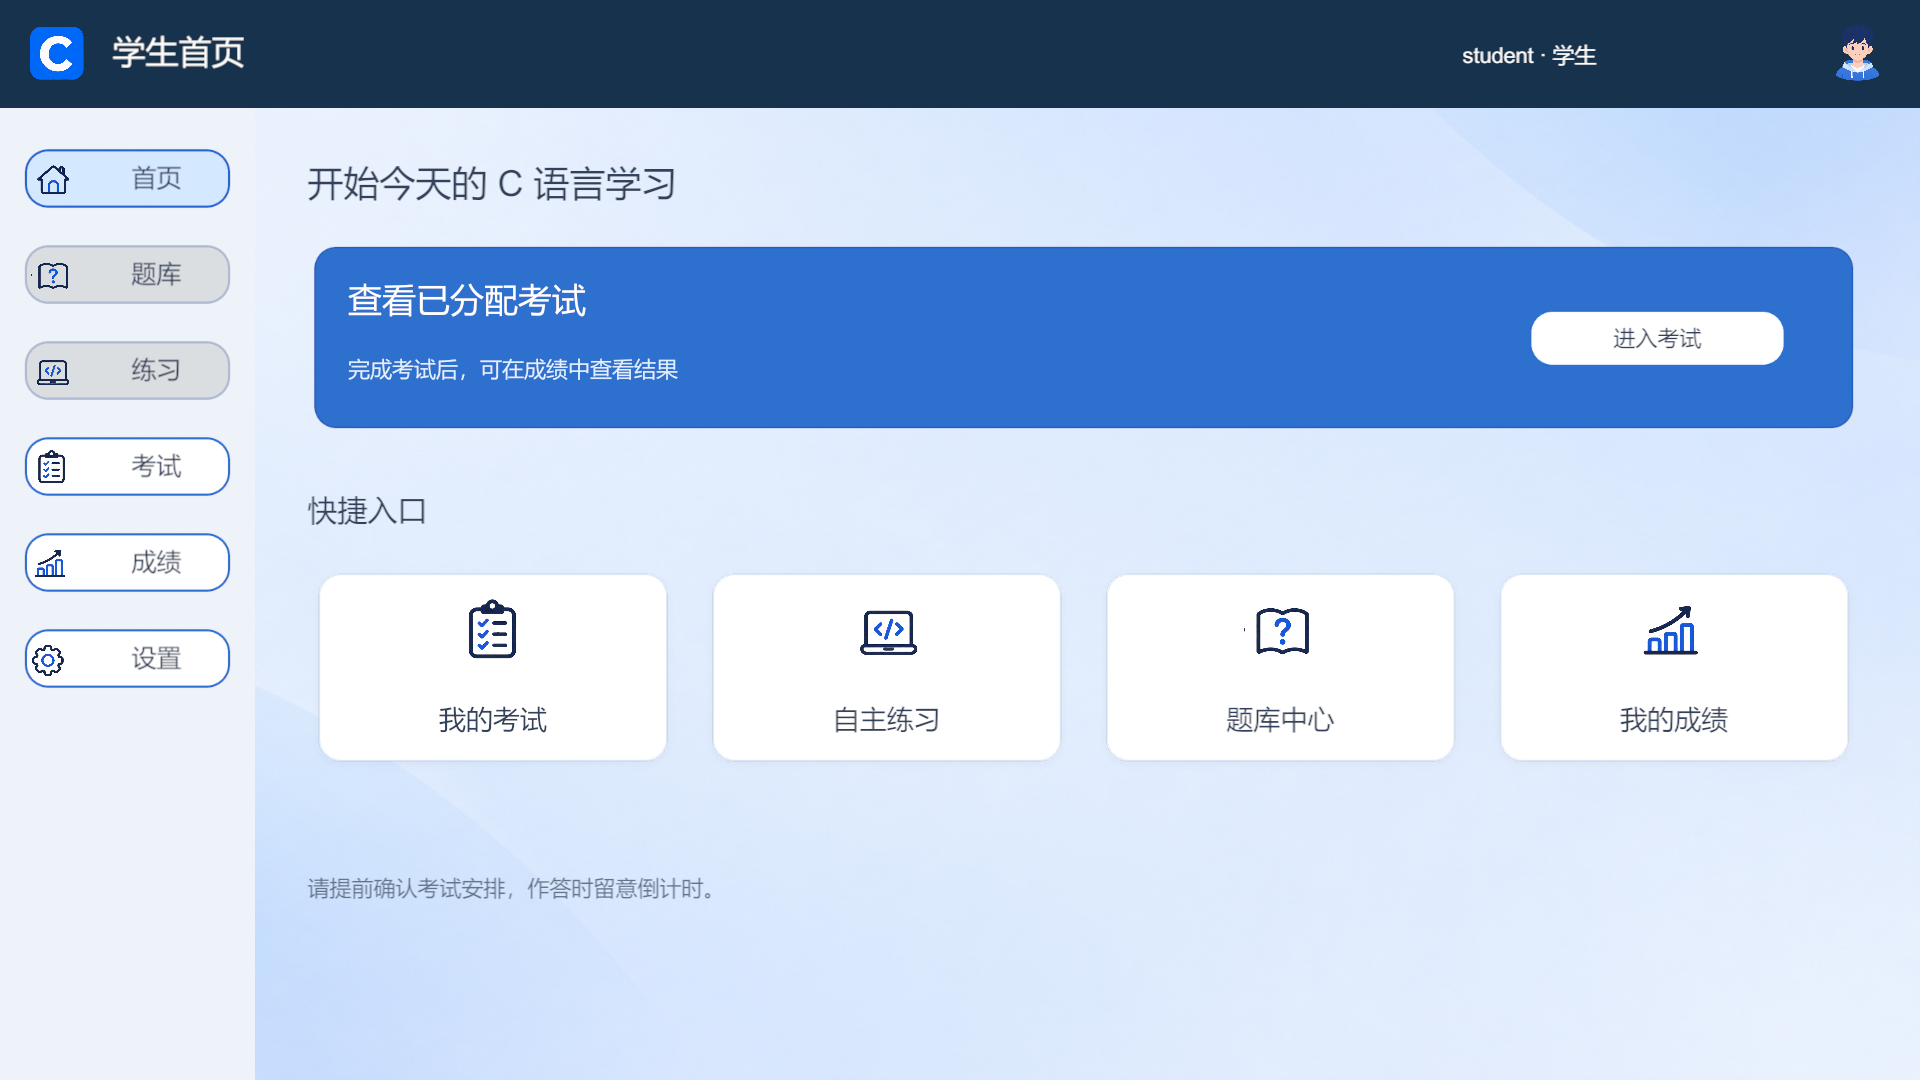 C 学生首页
student · 学生
首页
题库
练习
考试
成绩
设置
开始今天的 C 语言学习
查看已分配考试
完成考试后，可在成绩中查看结果
进入考试
快捷入口
我的考试
自主练习
题库中心
我的成绩
请提前确认考试安排，作答时留意倒计时。